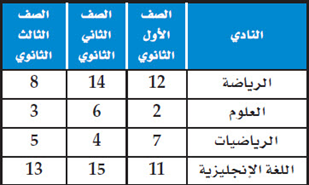 النادي الصف الأول الثانوي الصف الثاني الثانوي الصف الثالث الثانوي
الرياضة 12 14 8
العلوم 2 6 3
الرياضيات 7 4 5
اللغة الإنجليزية 11 15 13